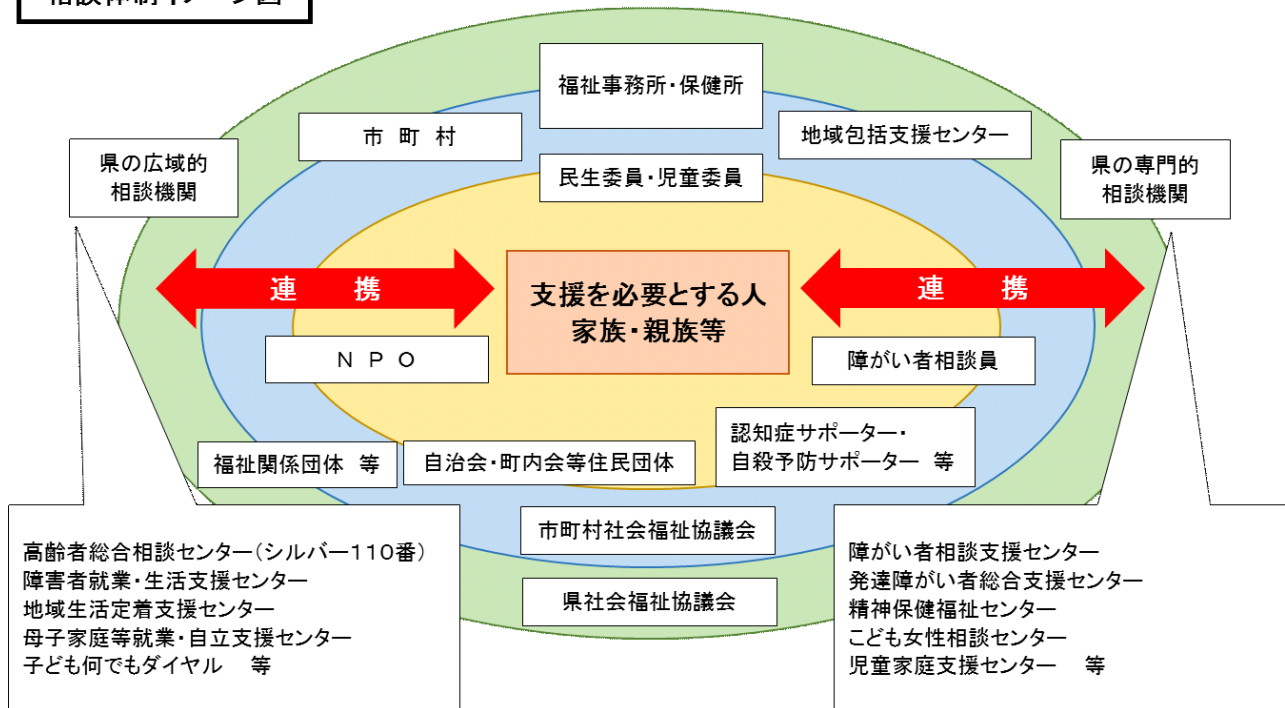 相談体制イメージ図
福祉事務所・保健所
市 町 村
地域包括支援センター
県の広域的
相談機関
県の専門的
相談機関
民生委員・児童委員
連 携
支援を必要とする人
家族・親族等
連 携
N P O
障がい者相談員
認知症サポーター・
自殺予防サポーター 等
福祉関係団体 等
自治会・町内会等住民団体
市町村社会福祉協議会
県社会福祉協議会
高齢者総合相談センター(シルバー110番)
障害者就業・生活支援センター
地域生活定着支援センター
母子家庭等就業・自立支援センター
子ども何でもダイヤル 等
障がい者相談支援センター
発達障がい者総合支援センター
精神保健福祉センター
こども女性相談センター
児童家庭支援センター 等